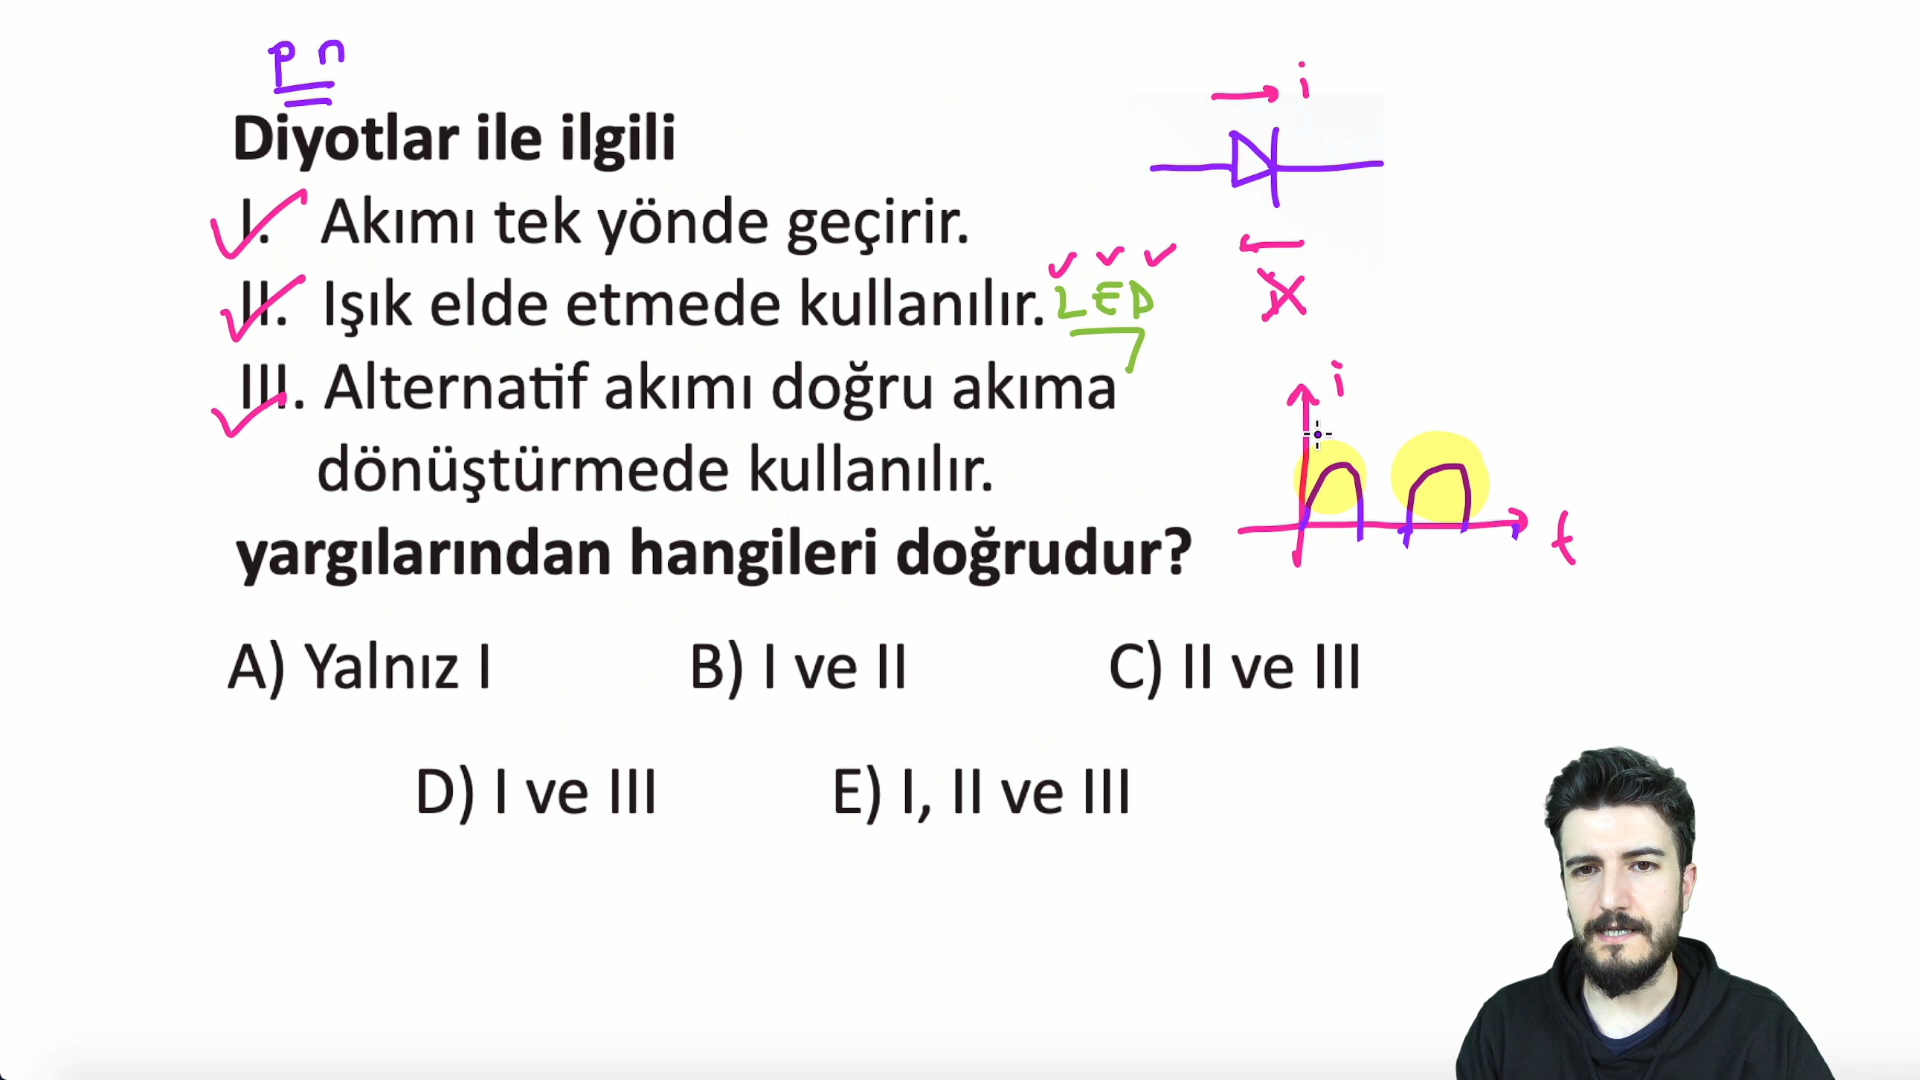 p n
Diyotlar ile ilgili
I. Akımı tek yönde geçirir.
II. Işık elde etmede kullanılır. LED
III. Alternatif akımı doğru akıma
dönüştürmede kullanılır.
yargılarından hangileri doğrudur?
A) Yalnız I B) I ve II C) II ve III
D) I ve III E) I, II ve III
i
i
t